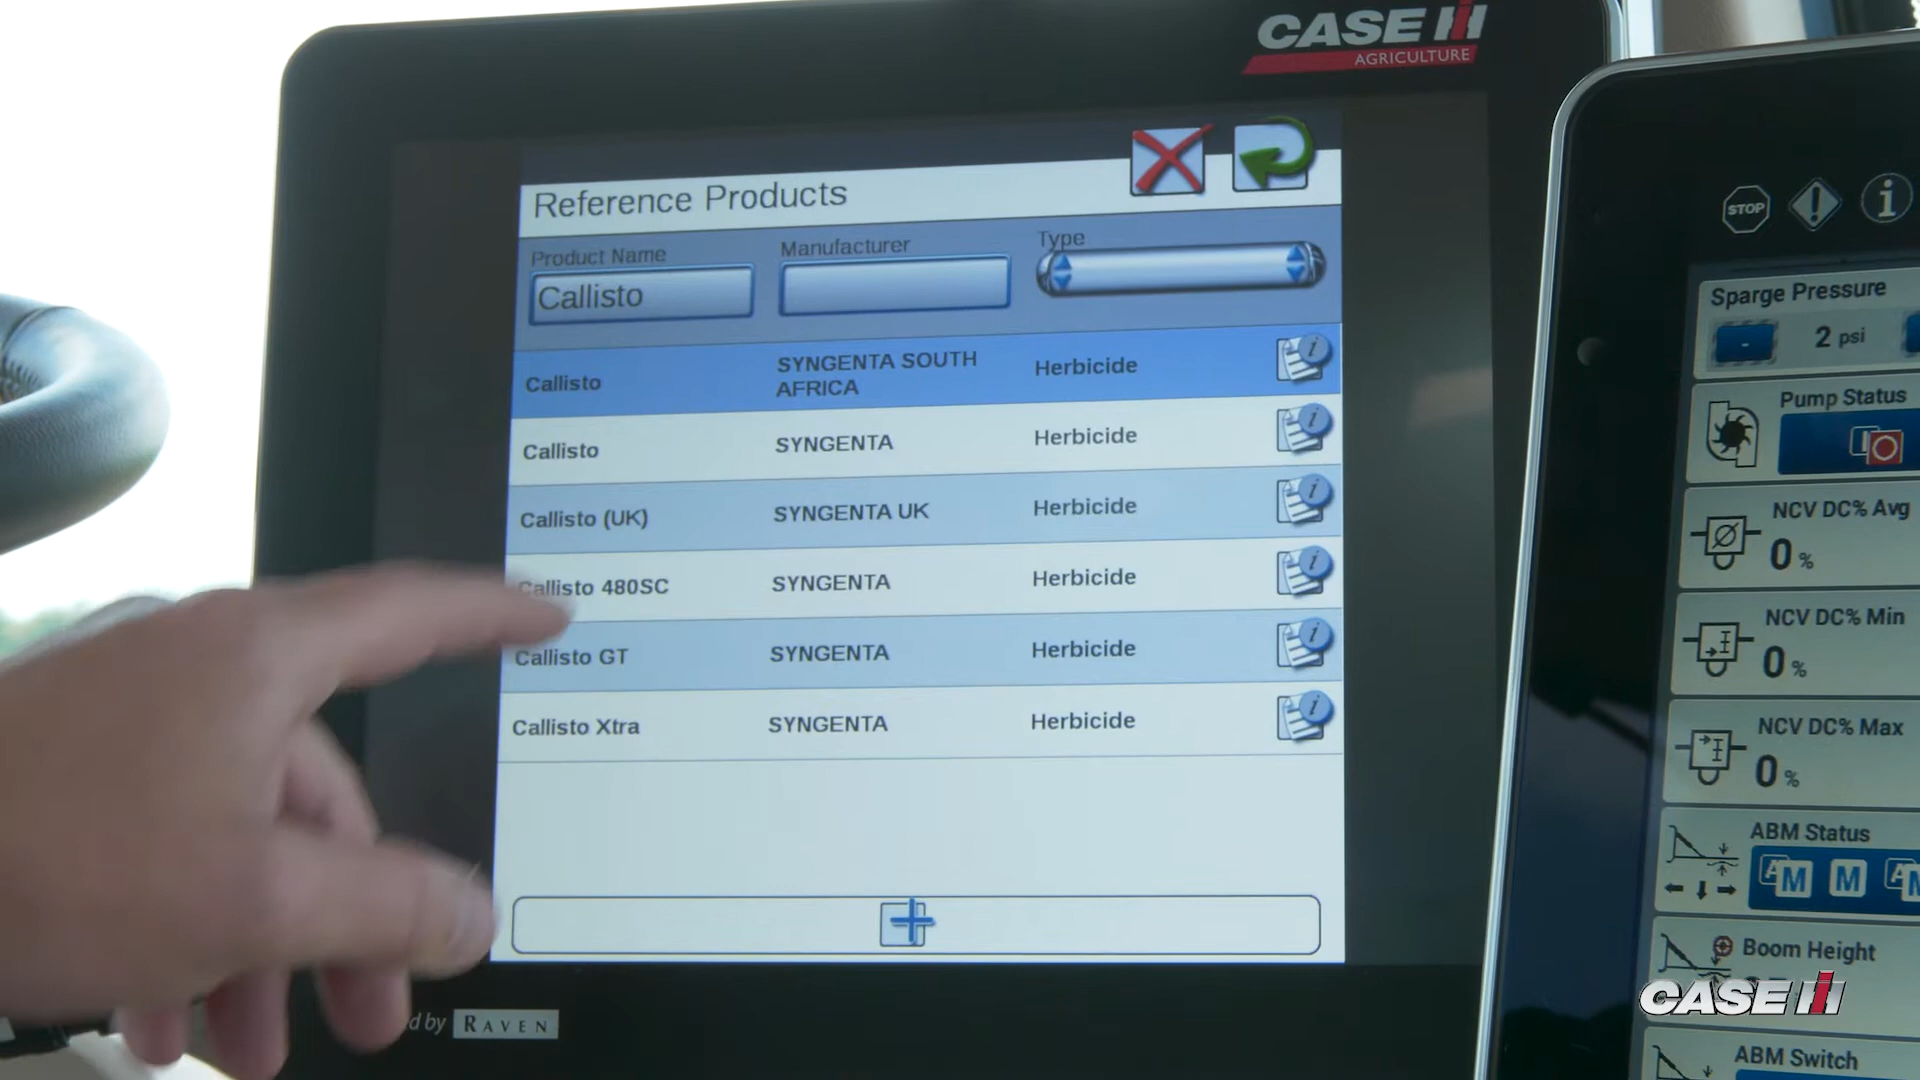 CASE IH
AGRICULTURE
Reference Products
Product Name
Manufacturer
Type
Callisto
Callisto SYNGENTA SOUTH AFRICA Herbicide
Callisto SYNGENTA Herbicide
Callisto (UK) SYNGENTA UK Herbicide
Callisto 480SC SYNGENTA Herbicide
Callisto GT SYNGENTA Herbicide
Callisto Xtra SYNGENTA Herbicide
by RAVEN
STOP
Sparge Pressure
- 2 psi
Pump Status
NCV DC% Avg
0 %
NCV DC% Min
0 %
NCV DC% Max
0 %
ABM Status
AM M A
Boom Height
CASE IH
ABM Switch